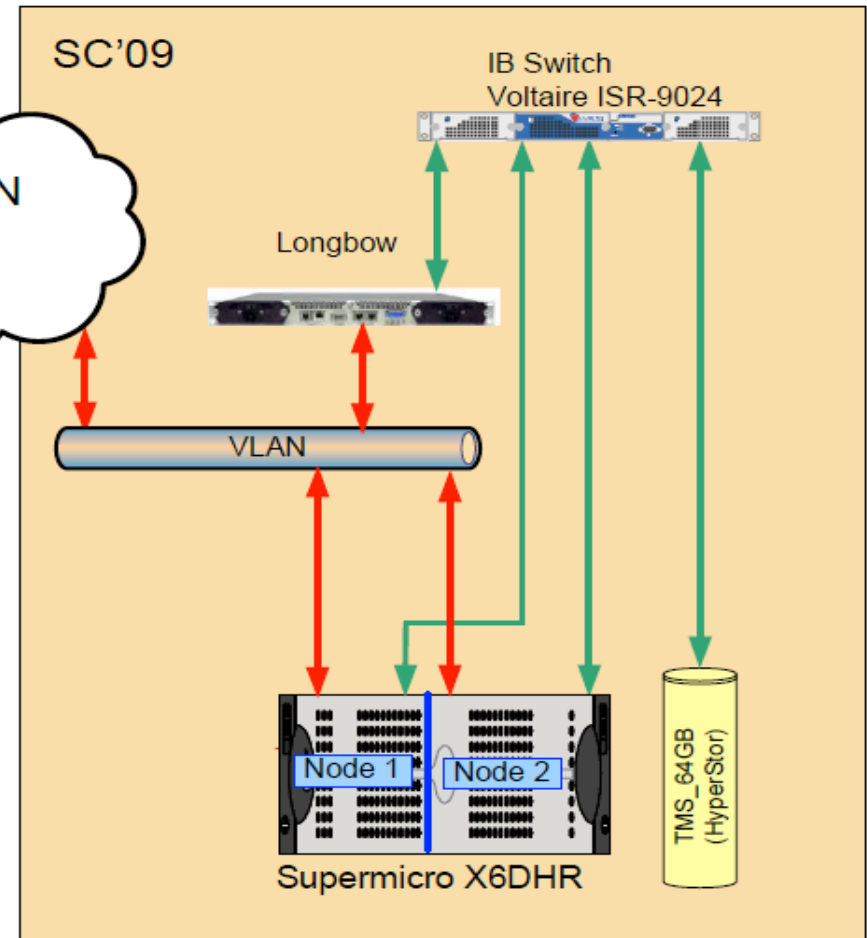 SC'09
IB Switch
Voltaire ISR-9024
N
Longbow
VLAN
Node 1
Node 2
TMS_64GB
(HyperStor)
Supermicro X6DHR